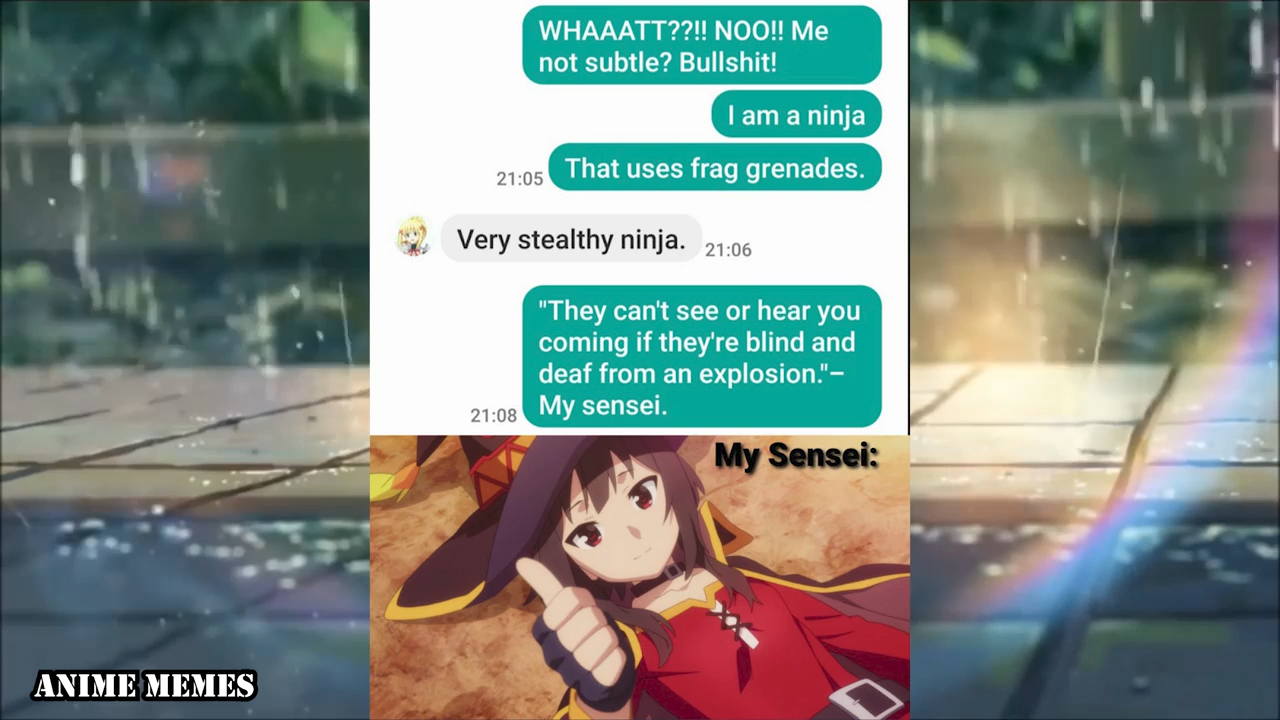 WHAAATT??!! NOO!! Me
not subtle? Bullshit!
I am a ninja
That uses frag grenades.
21:05
Very stealthy ninja.
21:06
"They can't see or hear you
coming if they're blind and
deaf from an explosion."–
My sensei.
21:08
My Sensei:
ANIME MEMES